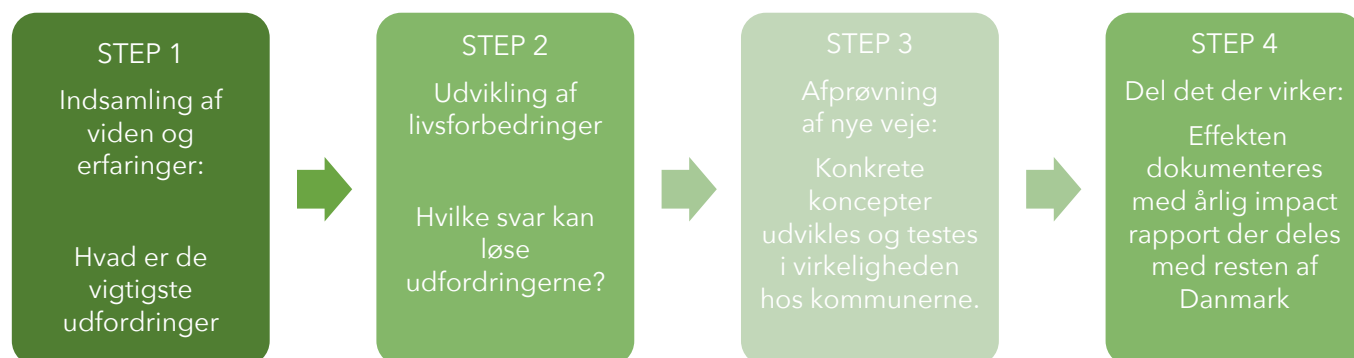 STEP 1
Indsamling af
viden og
erfaringer:
Hvad er de
vigtigste
udfordringer
STEP 2
Udvikling af
livsforbedringer
Hvilke svar kan
løse
udfordringerne?
STEP 3
Afprøvning
af nye veje:
Konkrete
koncepter
udvikles og testes
i virkeligheden
hos kommunerne.
STEP 4
Del det der virker:
Effekten
dokumenteres
med årlig impact
rapport der deles
med resten af
Danmark